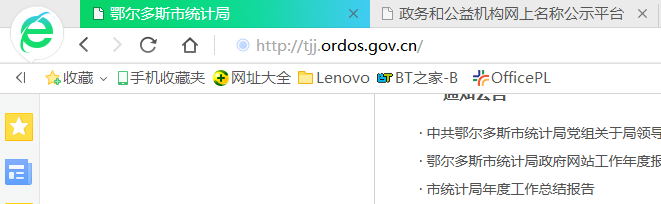 鄂尔多斯市统计局 × 政务和公益机构网上名称公示平台 ×
http://tjj.ordos.gov.cn/
收藏 手机收藏夹 网址大全 Lenovo BT之家-B OfficePL
通知公告
· 中共鄂尔多斯市统计局党组关于局领导
· 鄂尔多斯市统计局政府网站工作年度报
· 市统计局年度工作总结报告